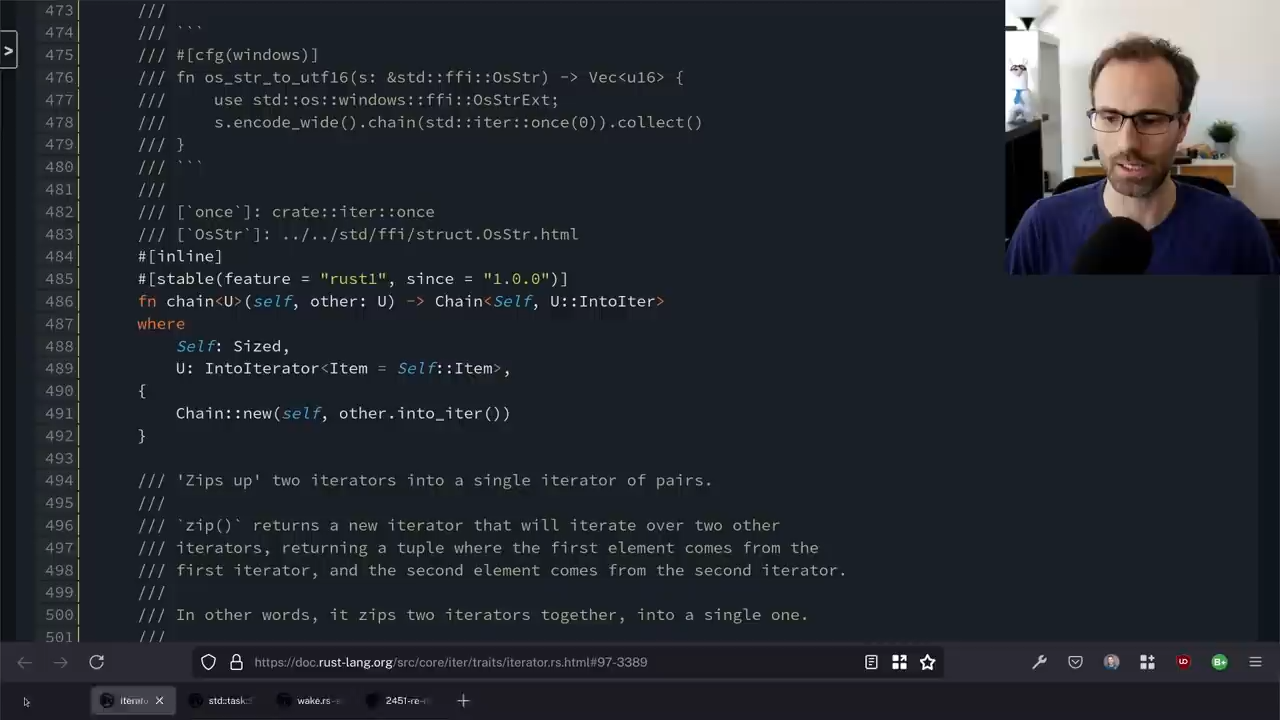 473 ///
474 /// ```
475 /// #[cfg(windows)]
476 /// fn os_str_to_utf16(s: &std::ffi::OsStr) -> Vec<u16> {
477 ///     use std::os::windows::ffi::OsStrExt;
478 ///     s.encode_wide().chain(std::iter::once(0)).collect()
479 /// }
480 /// ```
481 ///
482 /// [`once`]: crate::iter::once
483 /// [`OsStr`]: ../../std/ffi/struct.OsStr.html
484 #[inline]
485 #[stable(feature = "rust1", since = "1.0.0")]
486 fn chain<U>(self, other: U) -> Chain<Self, U::IntoIter>
487 where
488     Self: Sized,
489     U: IntoIterator<Item = Self::Item>,
490 {
491     Chain::new(self, other.into_iter())
492 }
493
494 /// 'Zips up' two iterators into a single iterator of pairs.
495 ///
496 /// `zip()` returns a new iterator that will iterate over two other
497 /// iterators, returning a tuple where the first element comes from the
498 /// first iterator, and the second element comes from the second iterator.
499 ///
500 /// In other words, it zips two iterators together, into a single one.
501 ///
https://doc.rust-lang.org/src/core/iter/traits/iterator.rs.html#97-3389
std::task: wake.rs 2451-re